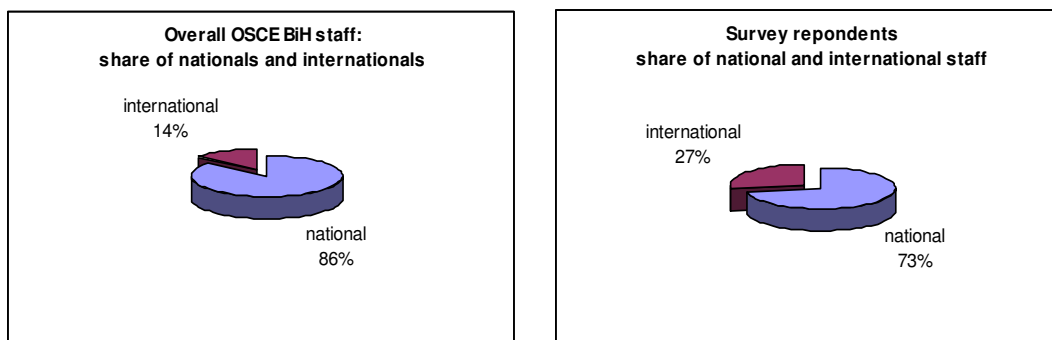 Overall OSCE BiH staff:
share of nationals and internationals
international
14%
national
86%
Survey repondents
share of national and international staff
international
27%
national
73%